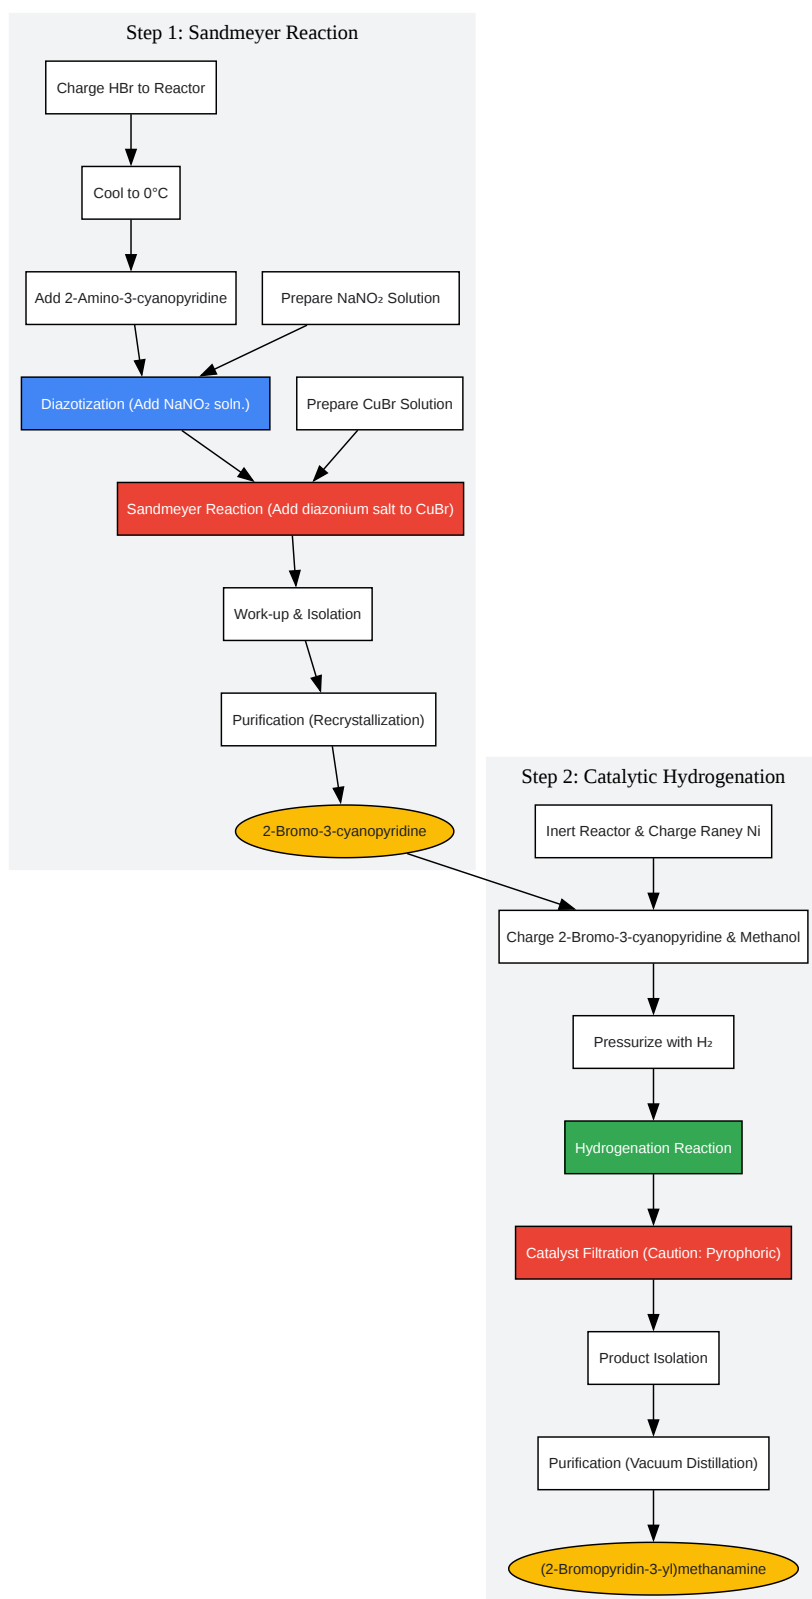 Step 1: Sandmeyer Reaction
Charge HBr to Reactor
Cool to 0°C
Add 2-Amino-3-cyanopyridine
Prepare NaNO₂ Solution
Diazotization (Add NaNO₂ soln.)
Prepare CuBr Solution
Sandmeyer Reaction (Add diazonium salt to CuBr)
Work-up & Isolation
Purification (Recrystallization)
2-Bromo-3-cyanopyridine
Step 2: Catalytic Hydrogenation
Inert Reactor & Charge Raney Ni
Charge 2-Bromo-3-cyanopyridine & Methanol
Pressurize with H₂
Hydrogenation Reaction
Catalyst Filtration (Caution: Pyrophoric)
Product Isolation
Purification (Vacuum Distillation)
(2-Bromopyridin-3-yl)methanamine